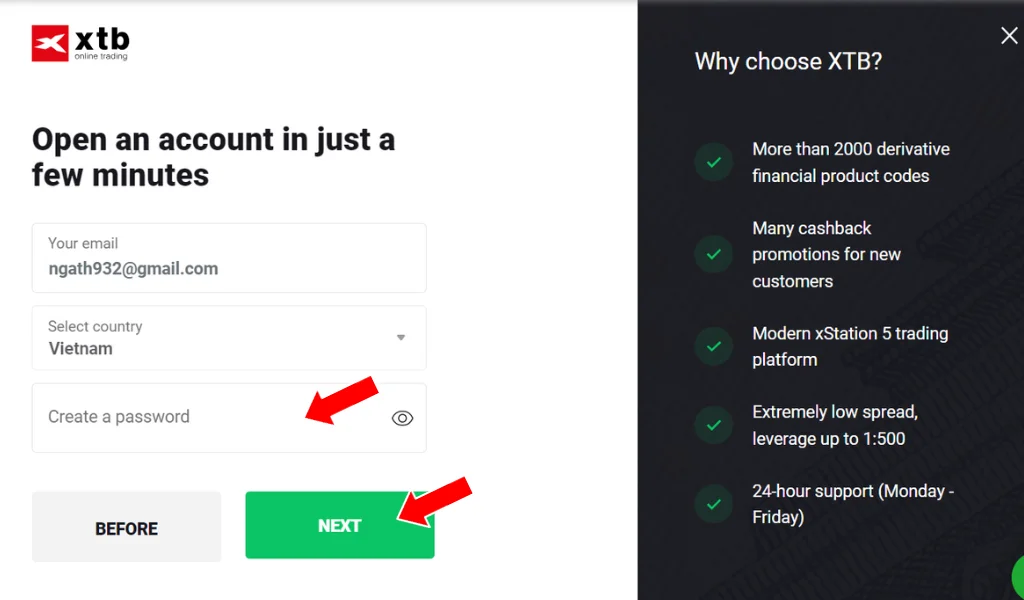 xtb
online trading
Open an account in just a
few minutes
Your email
ngath932@gmail.com
Select country
Vietnam
Create a password
BEFORE
NEXT
Why choose XTB?
More than 2000 derivative
financial product codes
Many cashback
promotions for new
customers
Modern xStation 5 trading
platform
Extremely low spread,
leverage up to 1:500
24-hour support (Monday -
Friday)